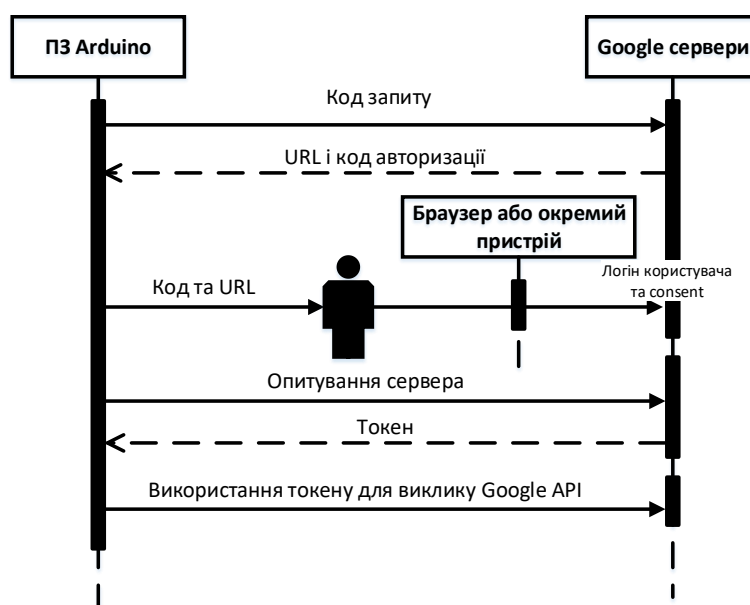 ПЗ Arduino
Google сервери
Код запиту
URL і код авторизації
Браузер або окремий
пристрій
Логін користувача
та consent
Код та URL
Опитування сервера
Токен
Використання токену для виклику Google API